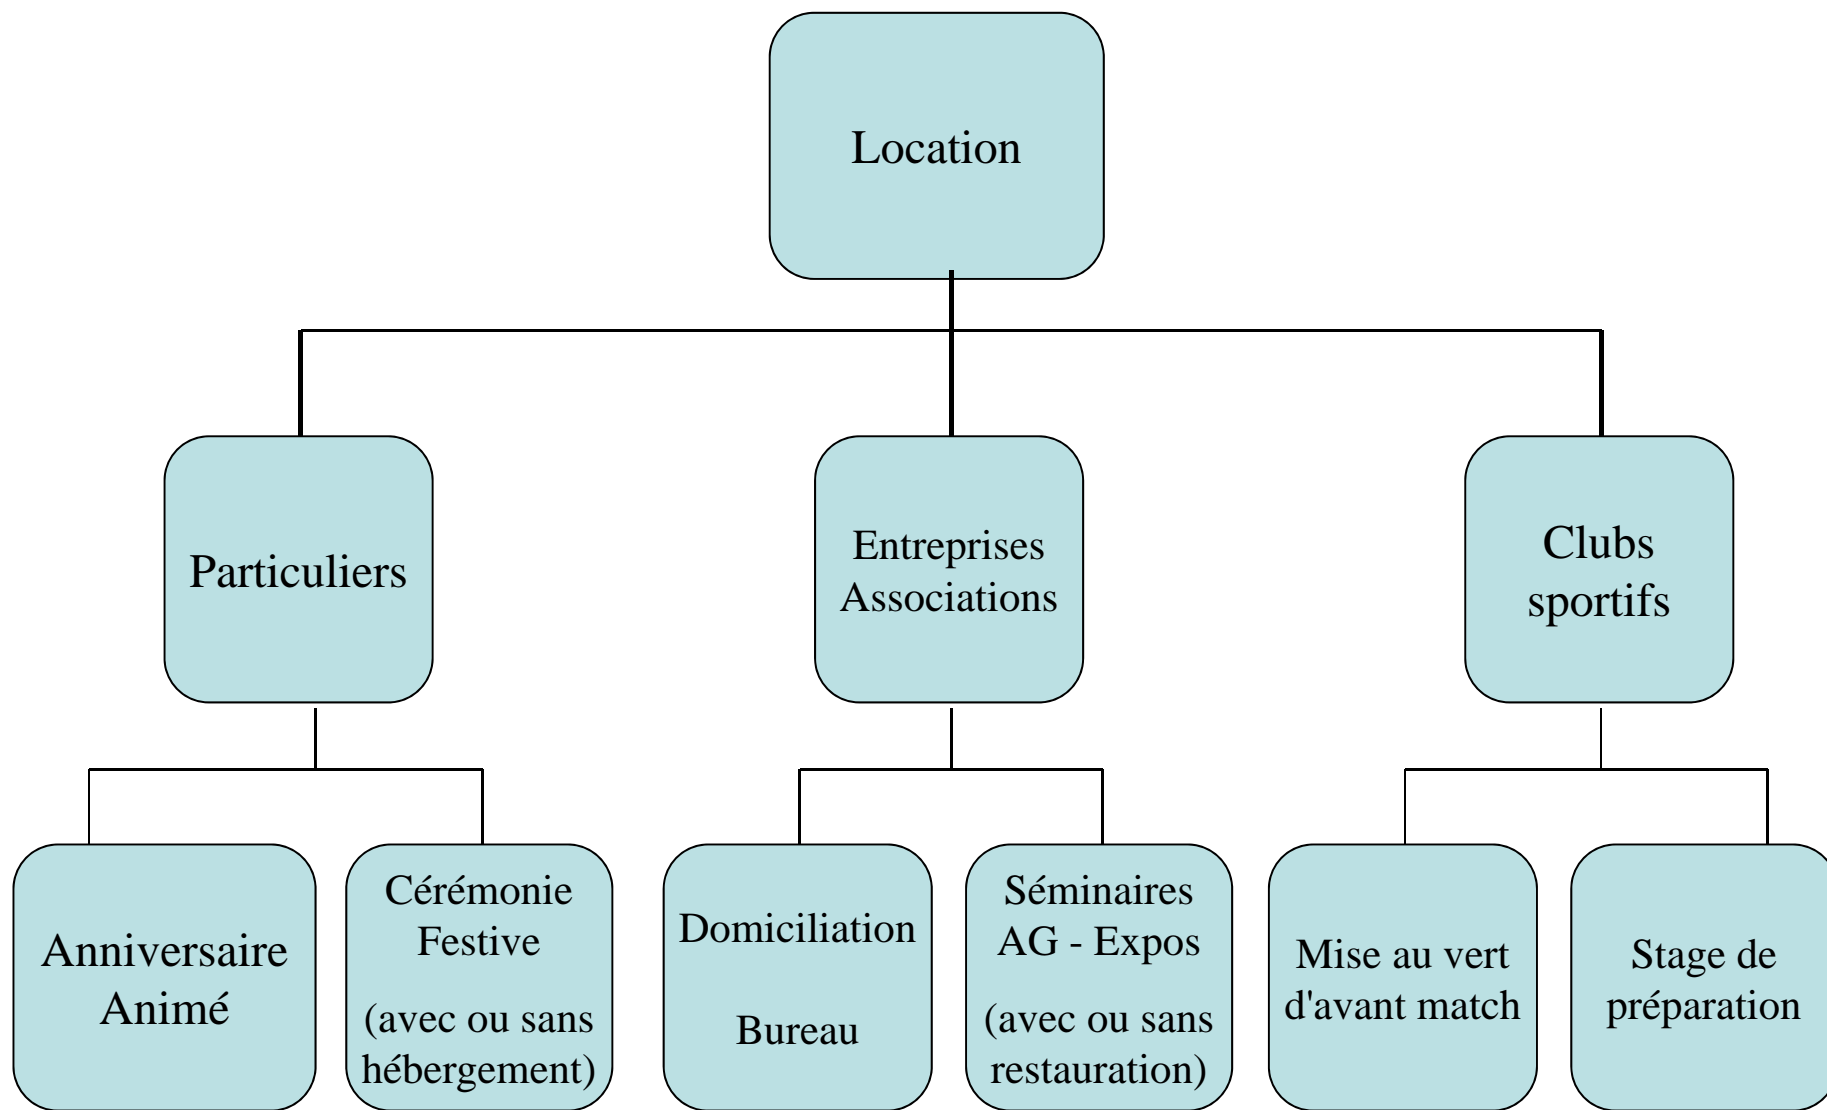 Location
Particuliers
Entreprises
Associations
Clubs
sportifs
Anniversaire
Animé
Cérémonie
Festive
(avec ou sans
hébergement)
Domiciliation
Bureau
Séminaires
AG - Expos
(avec ou sans
restauration)
Mise au vert
d'avant match
Stage de
préparation